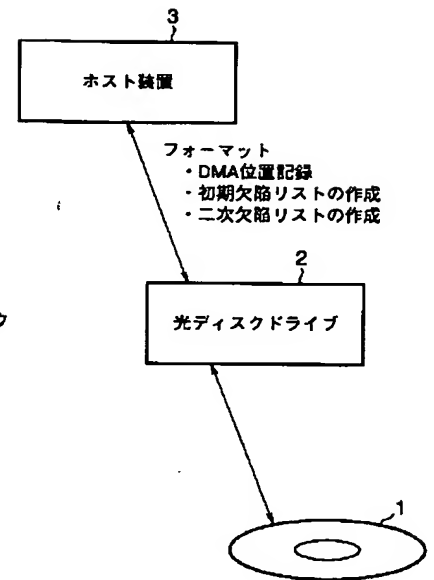 3
ホスト装置
フォーマット
・DMA位置記録
・初期欠陥リストの作成
・二次欠陥リストの作成
2
光ディスクドライブ
ク
1